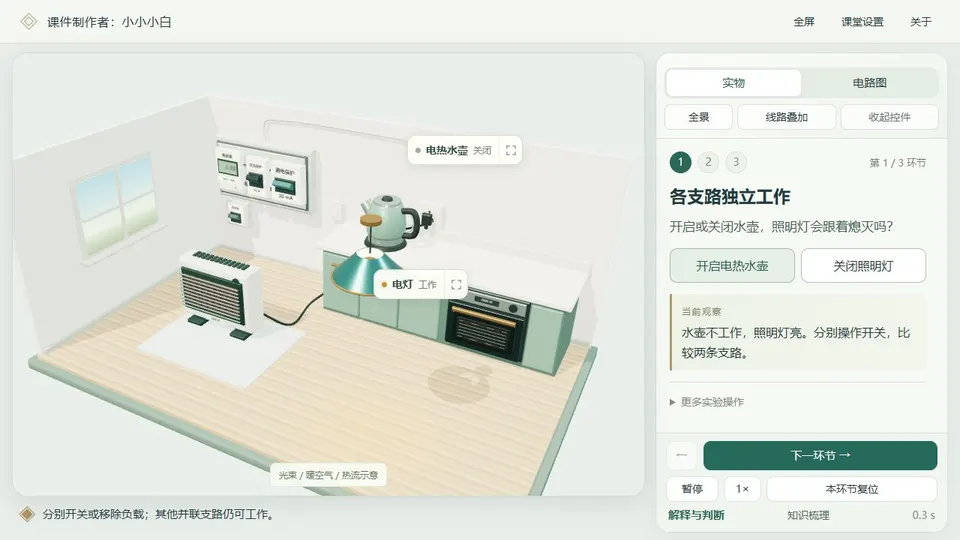 课件制作者：小小小白
全屏
课堂设置
关于
电热水壶 关闭
漏电保护
30 mA
电灯 工作
光束 / 暖空气 / 热流示意
分别开关或移除负载；其他并联支路仍可工作。
实物
电路图
全景
线路叠加
收起控件
1
2
3
第 1 / 3 环节
各支路独立工作
开启或关闭水壶，照明灯会跟着熄灭吗？
开启电热水壶
关闭照明灯
当前观察
水壶不工作，照明灯亮。分别操作开关，比
较两条支路。
▶ 更多实验操作
←
下一环节 →
暂停
1×
本环节复位
解释与判断
知识梳理
0.3 s